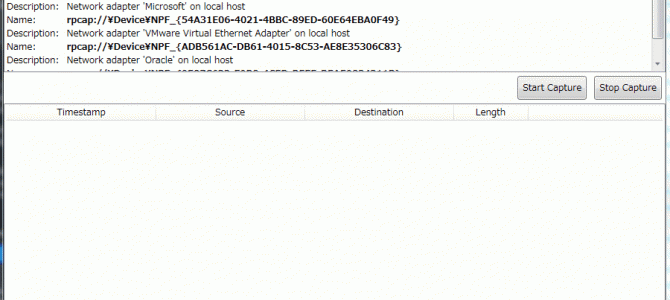 Description: Network adapter 'Microsoft' on local host
Name: rpcap://¥Device¥NPF_{54A31E06-4021-4BBC-89ED-60E64EBA0F49}
Description: Network adapter 'VMware Virtual Ethernet Adapter' on local host
Name: rpcap://¥Device¥NPF_{ADB561AC-DB61-4015-8C53-AE8E35306C83}
Description: Network adapter 'Oracle' on local host
Start Capture Stop Capture
Timestamp Source Destination Length